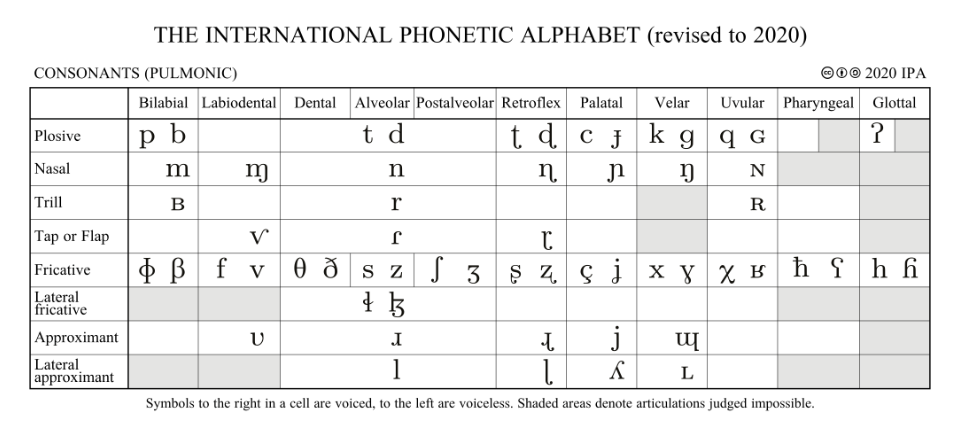 THE INTERNATIONAL PHONETIC ALPHABET (revised to 2020)
CONSONANTS (PULMONIC) 2020 IPA
Bilabial Labiodental Dental Alveolar Postalveolar Retroflex Palatal Velar Uvular Pharyngeal Glottal
Plosive p b t d ʈ ɖ c ɟ k ɡ q ɢ ʔ
Nasal m ɱ n ɳ ɲ ŋ ɴ
Trill ʙ r ʀ
Tap or Flap ⱱ ɾ ɽ
Fricative ɸ β f v θ ð s z ʃ ʒ ʂ ʐ ç ʝ x ɣ χ ʁ ħ ʕ h ɦ
Lateral
fricative ɬ ɮ
Approximant ʋ ɹ ɻ j ɰ
Lateral
approximant l ɭ ʎ ʟ
Symbols to the right in a cell are voiced, to the left are voiceless. Shaded areas denote articulations judged impossible.